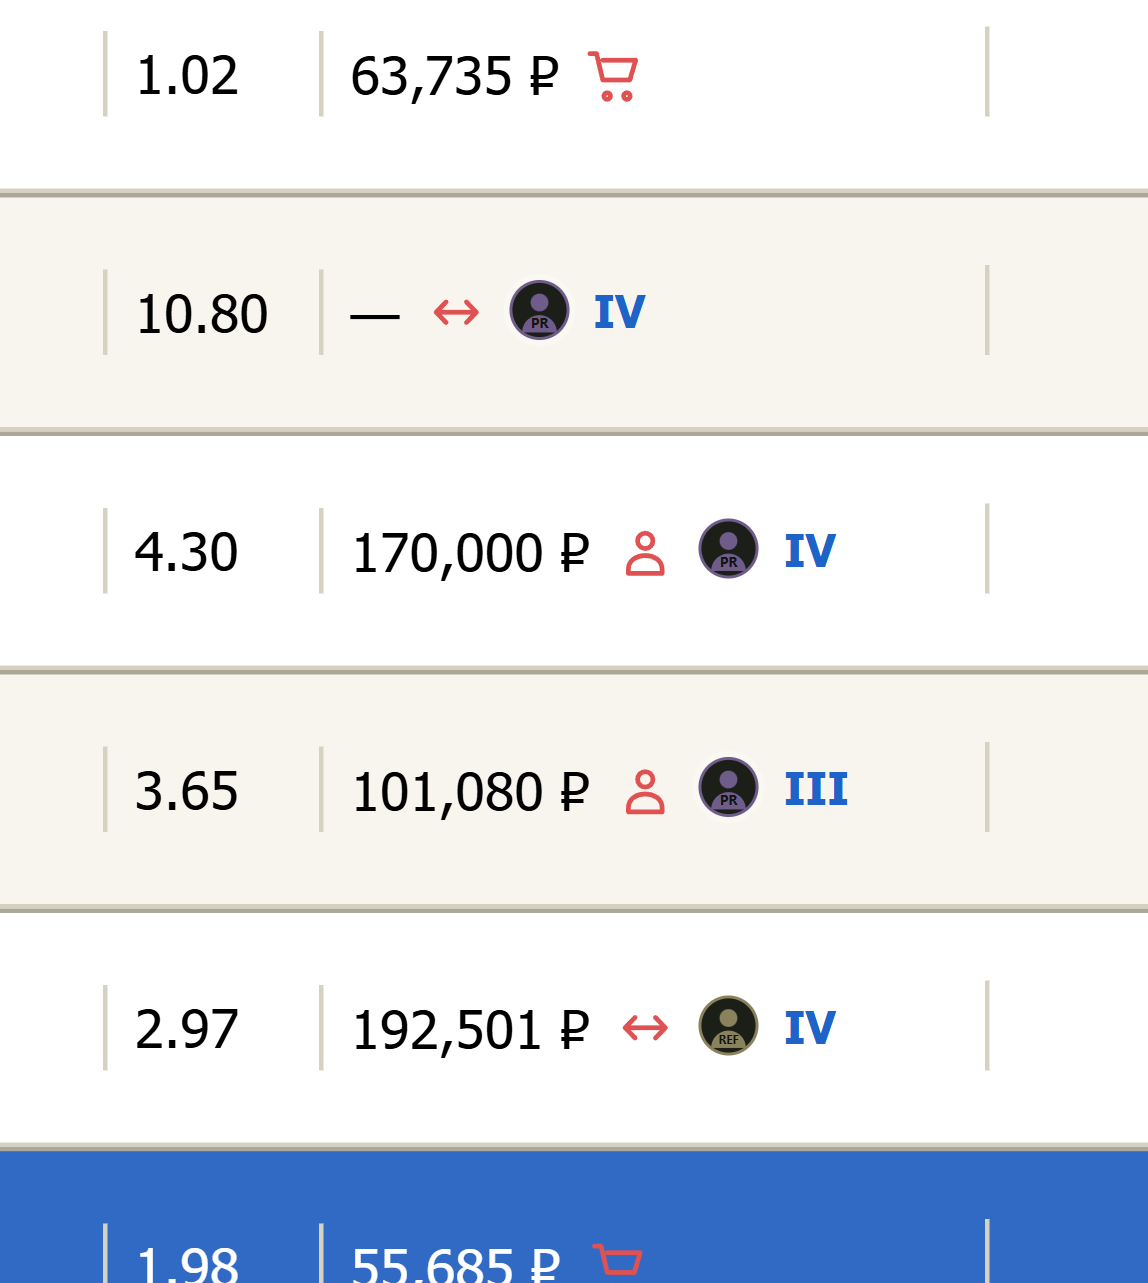 1.02 63,735 ₽
10.80 — PR IV
4.30 170,000 ₽ PR IV
3.65 101,080 ₽ PR III
2.97 192,501 ₽ REF IV
1.98 55,685 ₽